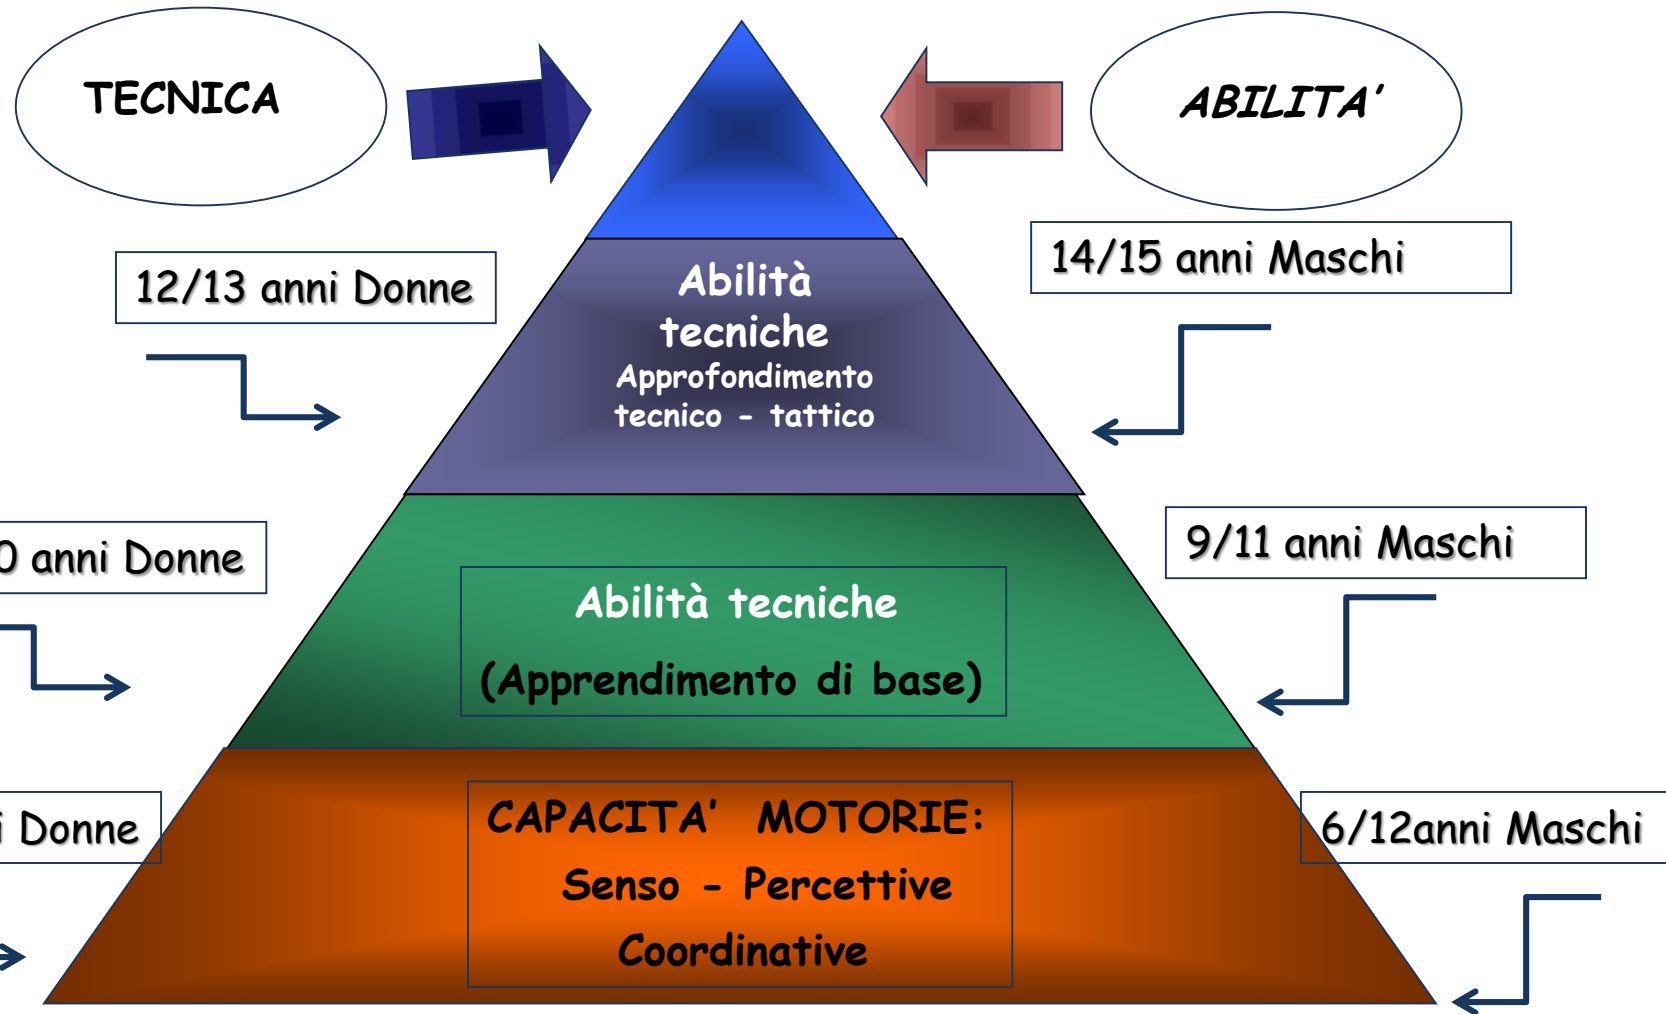 TECNICA
ABILITA’
12/13 anni Donne
14/15 anni Maschi
Abilità
tecniche
Approfondimento
tecnico - tattico
0 anni Donne
9/11 anni Maschi
Abilità tecniche
(Apprendimento di base)
Donne
6/12anni Maschi
CAPACITA’ MOTORIE:
Senso - Percettive
Coordinative